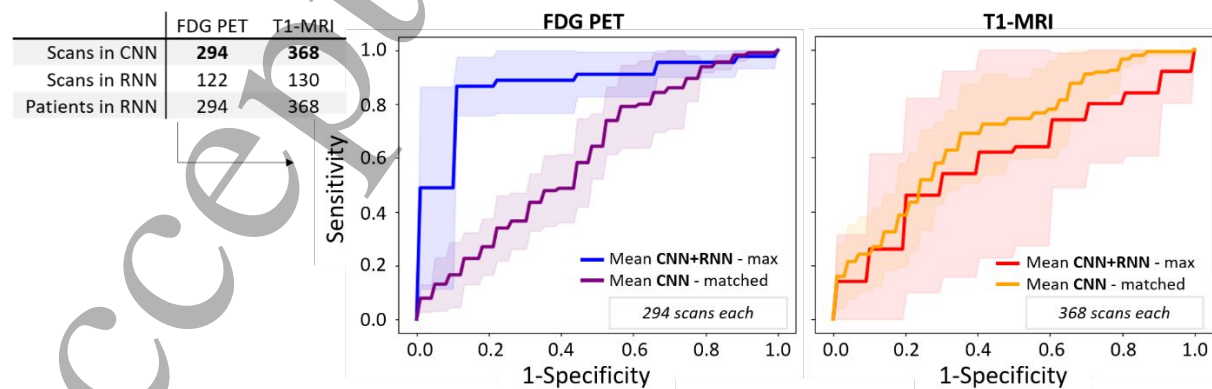 FDG PET T1-MRI
Scans in CNN 294 368
Scans in RNN 122 130
Patients in RNN 294 368
FDG PET
Sensitivity
1.0
0.8
0.6
0.4
0.2
0.0
Mean CNN+RNN - max
Mean CNN - matched
294 scans each
0.0 0.2 0.4 0.6 0.8 1.0
1-Specificity
T1-MRI
Mean CNN+RNN - max
Mean CNN - matched
368 scans each
0.0 0.2 0.4 0.6 0.8 1.0
1-Specificity
ccept